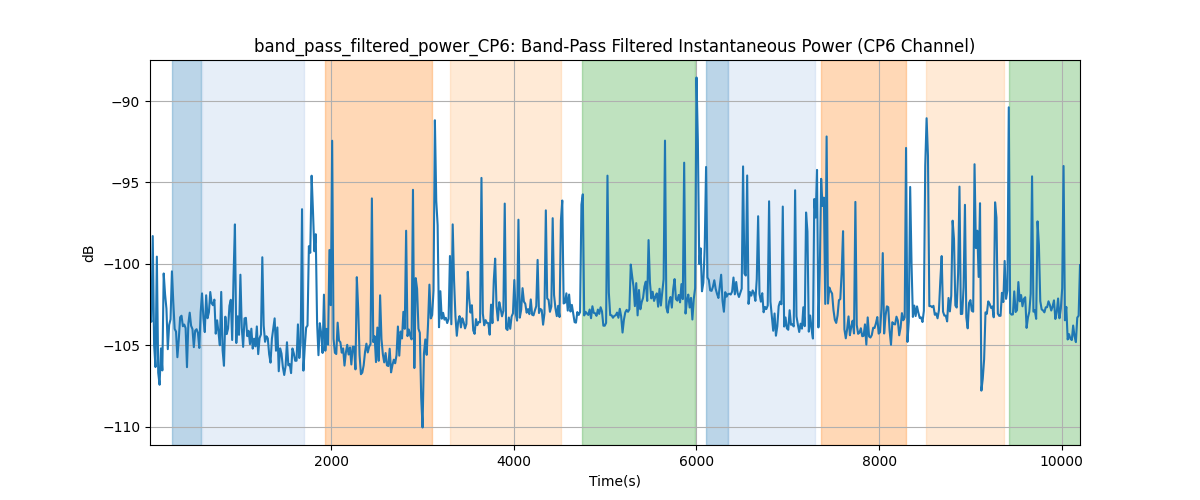 band_pass_filtered_power_CP6: Band-Pass Filtered Instantaneous Power (CP6 Channel)
−90
−95
−100
−105
−110
dB
2000 4000 6000 8000 10000
Time(s)